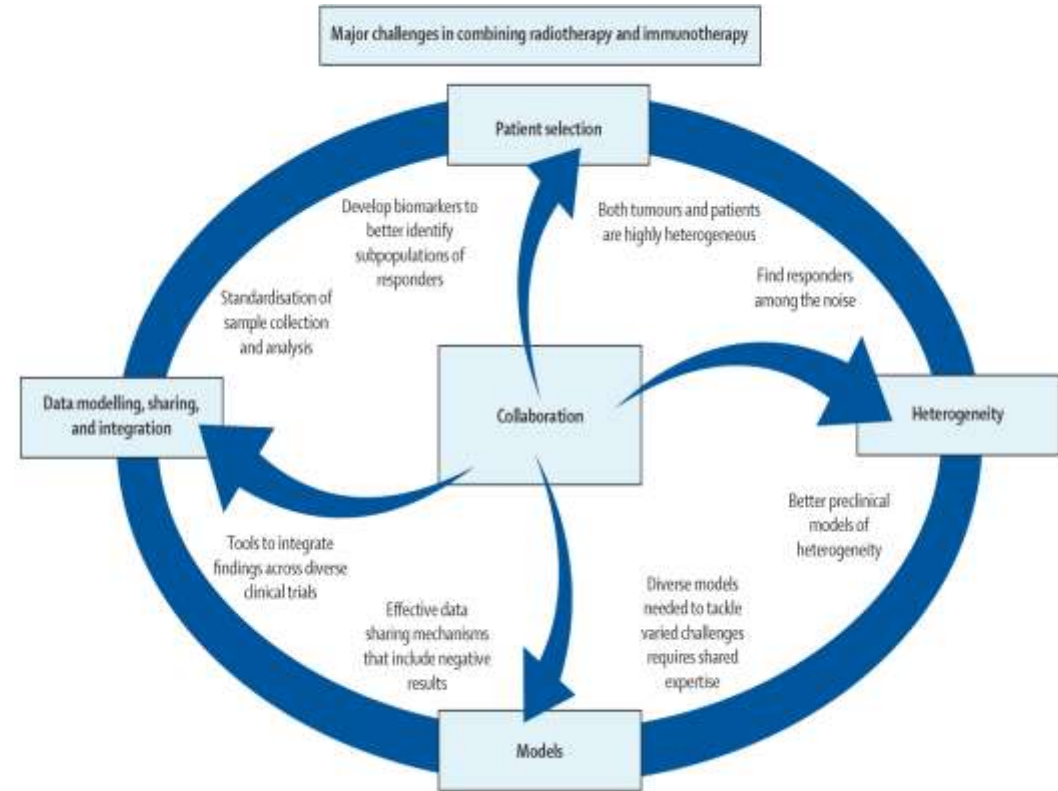 Major challenges in combining radiotherapy and immunotherapy
Patient selection
Develop biomarkers to
better identify
subpopulations of
responders
Both tumours and patients
are highly heterogeneous
Find responders
among the noise
Standardisation of
sample collection
and analysis
Data modelling, sharing,
and integration
Collaboration
Heterogeneity
Better preclinical
models of
heterogeneity
Tools to integrate
findings across diverse
clinical trials
Effective data
sharing mechanisms
that include negative
results
Diverse models
needed to tackle
varied challenges
requires shared
expertise
Models